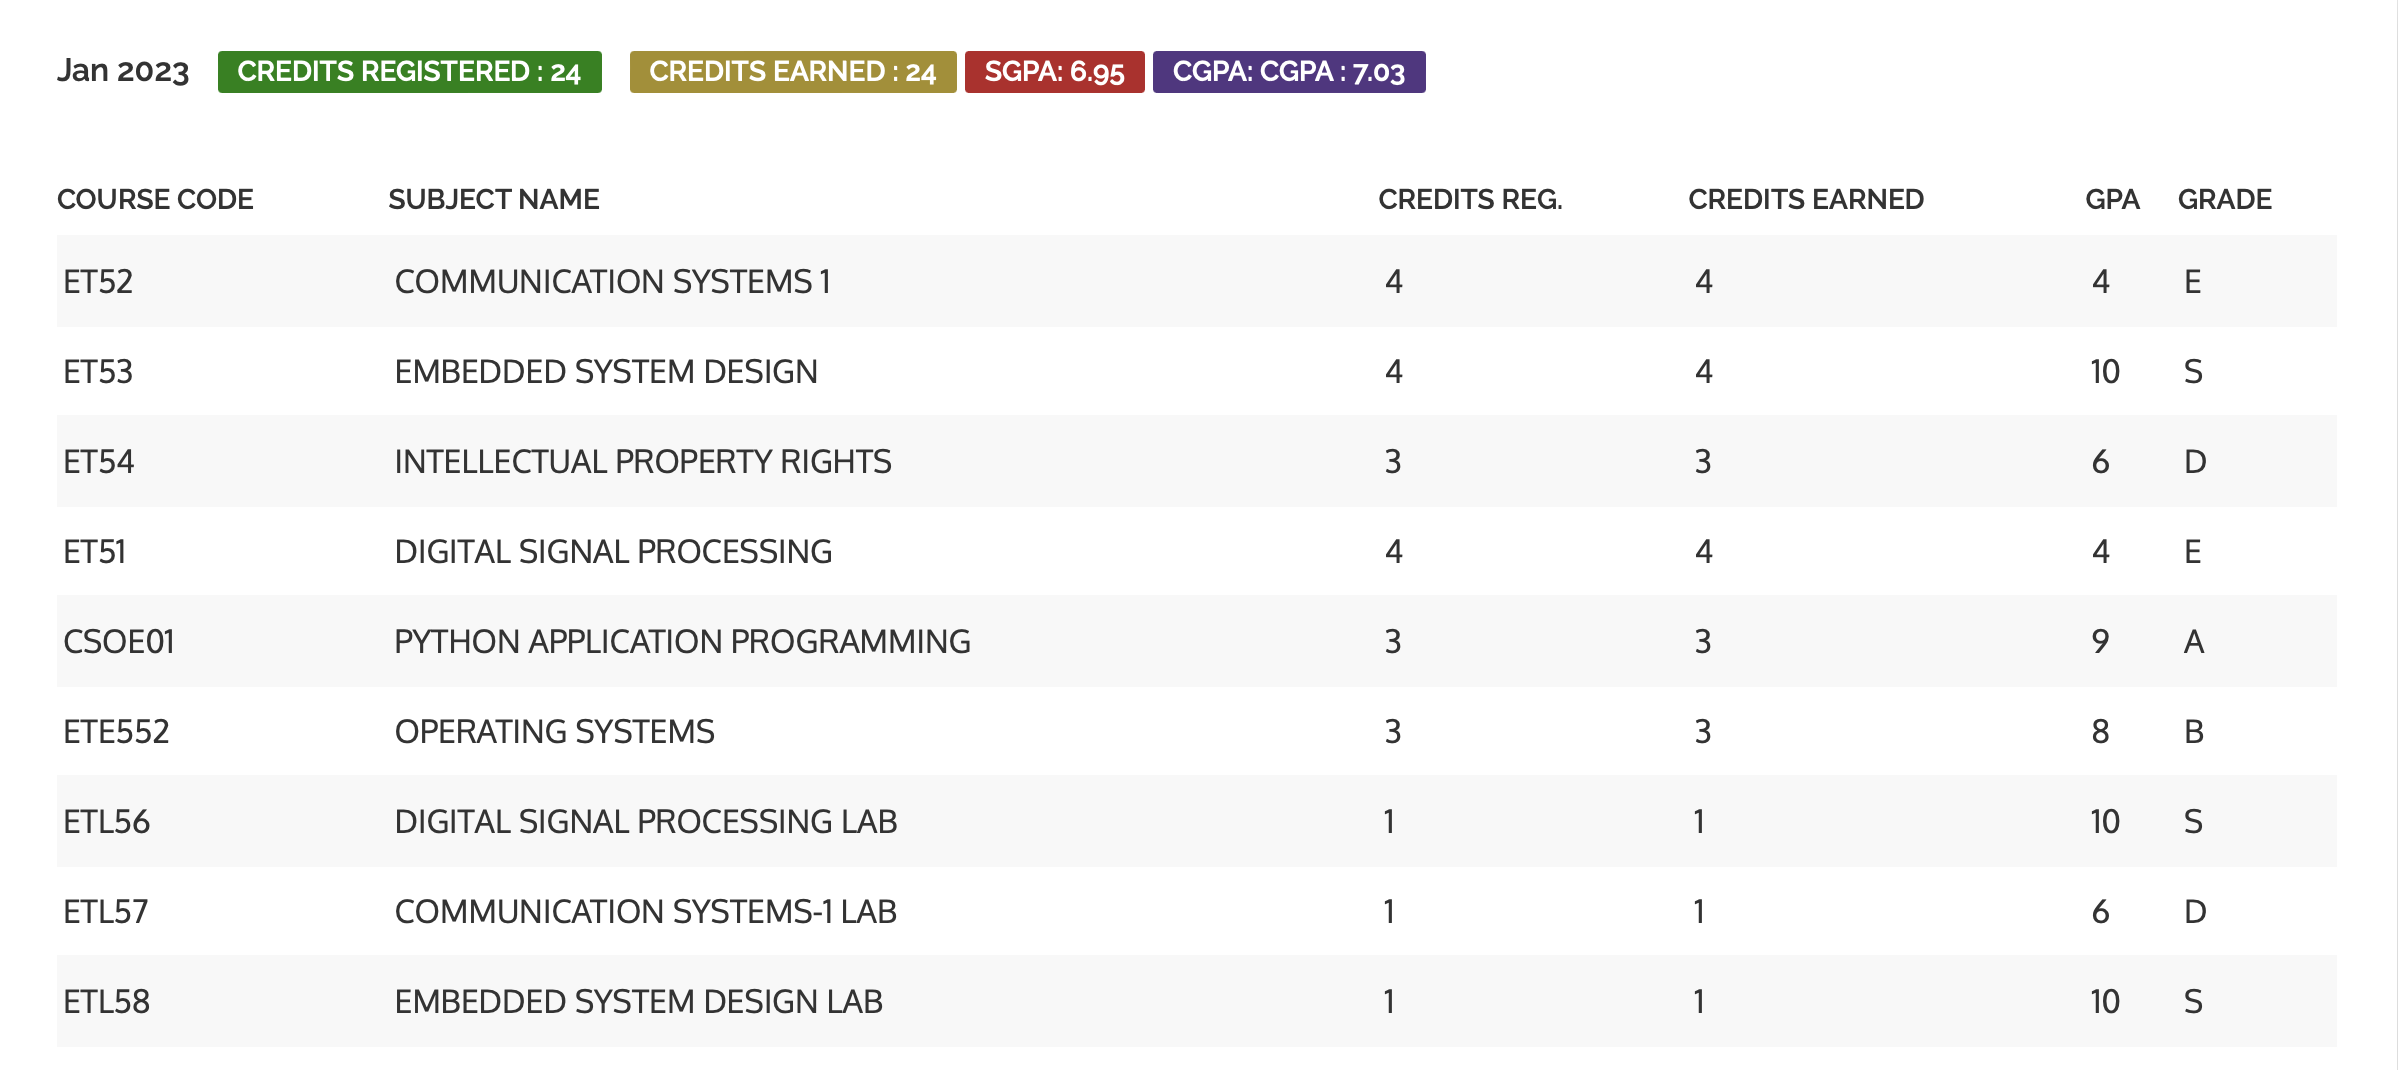 Jan 2023 CREDITS REGISTERED : 24 CREDITS EARNED : 24 SGPA: 6.95 CGPA: CGPA : 7.03
COURSE CODE SUBJECT NAME CREDITS REG. CREDITS EARNED GPA GRADE
ET52 COMMUNICATION SYSTEMS 1 4 4 4 E
ET53 EMBEDDED SYSTEM DESIGN 4 4 10 S
ET54 INTELLECTUAL PROPERTY RIGHTS 3 3 6 D
ET51 DIGITAL SIGNAL PROCESSING 4 4 4 E
CSOE01 PYTHON APPLICATION PROGRAMMING 3 3 9 A
ETE552 OPERATING SYSTEMS 3 3 8 B
ETL56 DIGITAL SIGNAL PROCESSING LAB 1 1 10 S
ETL57 COMMUNICATION SYSTEMS-1 LAB 1 1 6 D
ETL58 EMBEDDED SYSTEM DESIGN LAB 1 1 10 S